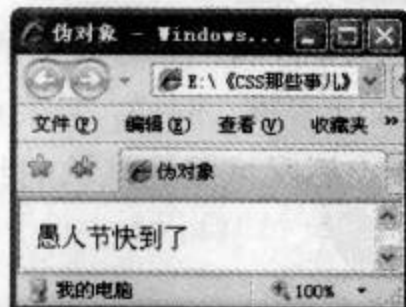 伪对象 - Windows...
E:\《CSS那些事儿》
文件(F) 编辑(E) 查看(V) 收藏夹 »
伪对象
愚人节快到了
我的电脑 100%